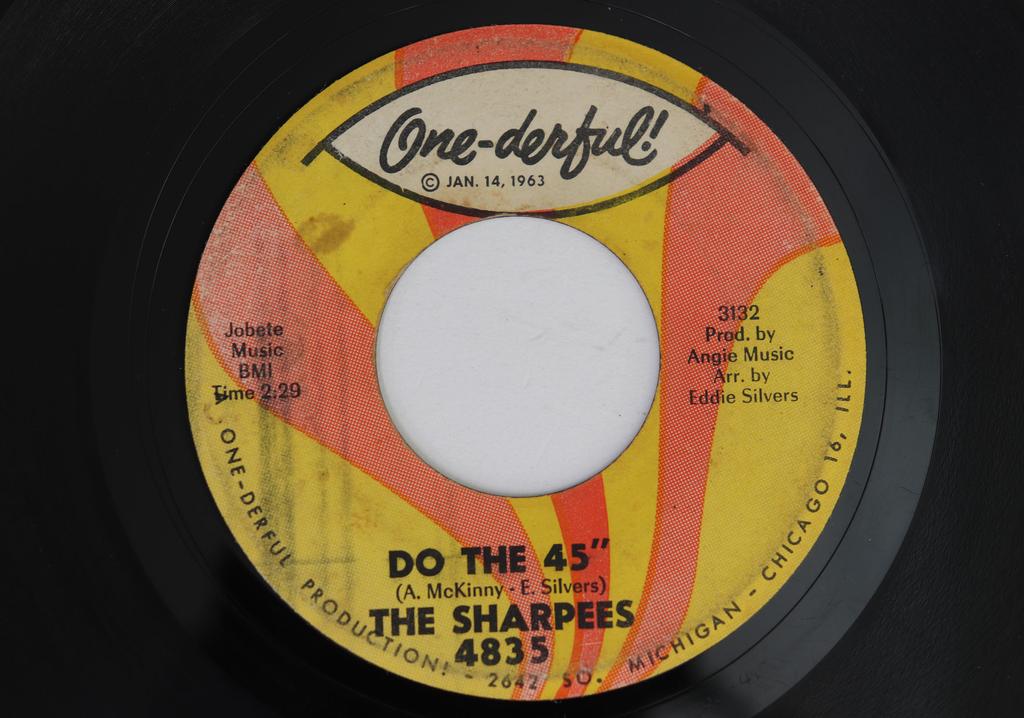 One-derful!
© JAN. 14, 1963
Jobete
Music
BMI
Time 2:29
3132
Prod. by
Angie Music
Arr. by
Eddie Silvers
DO THE 45"
(A. McKinny - E. Silvers)
THE SHARPEES
4835
A ONE-DERFUL PRODUCTION! - 2642 SO. MICHIGAN - CHICAGO 16, ILL.